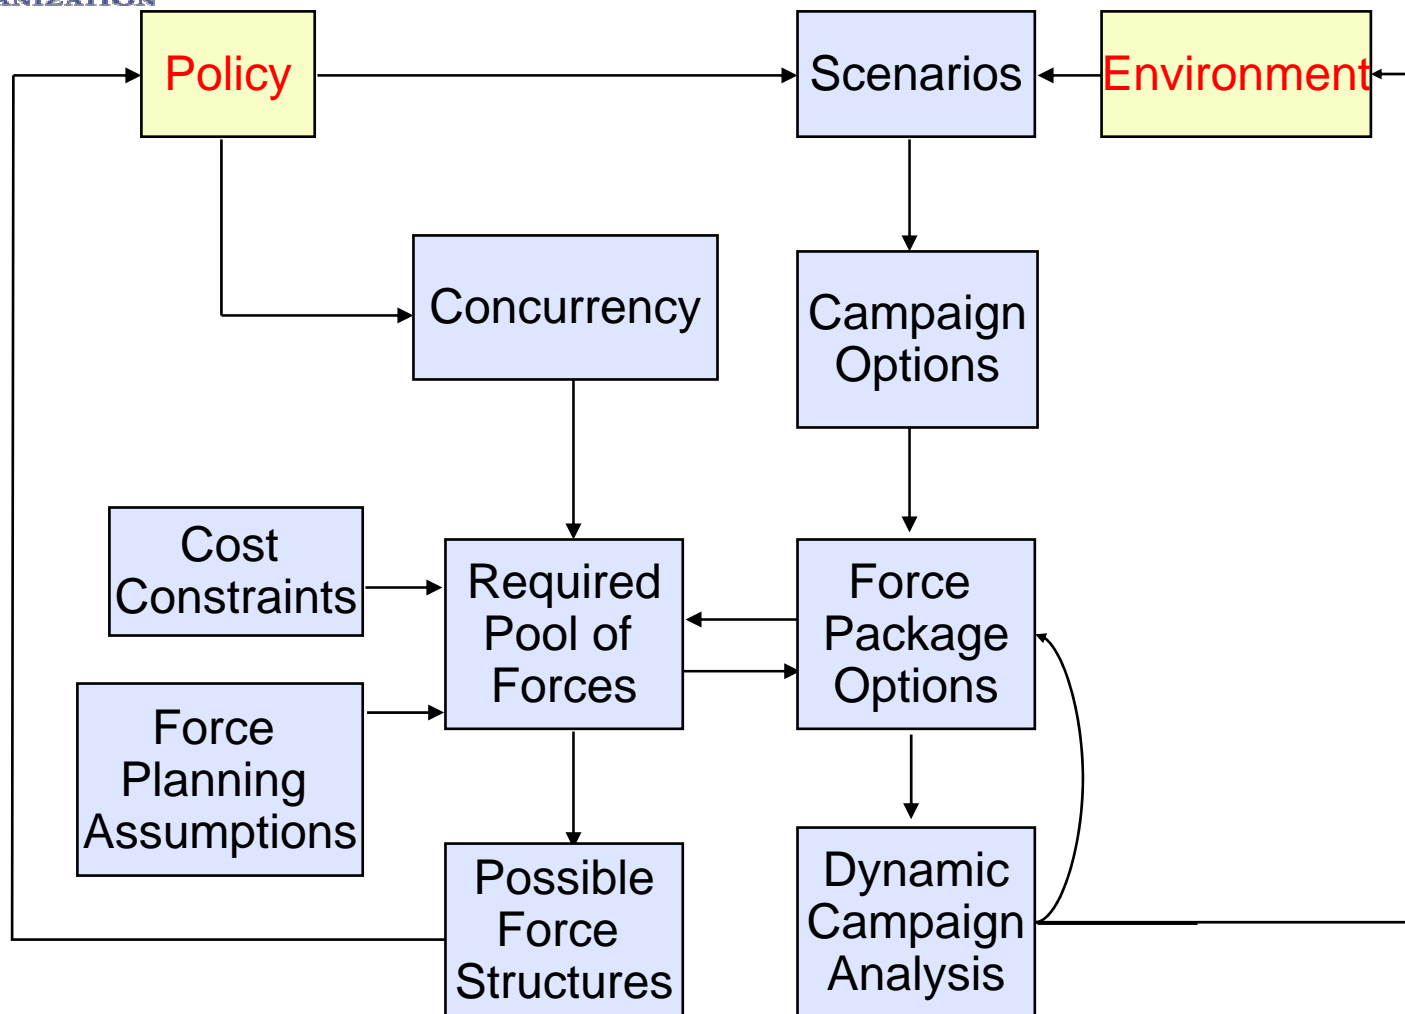 Policy
Scenarios
Environment
Concurrency
Campaign
Options
Cost
Constraints
Required
Pool of
Forces
Force
Package
Options
Force
Planning
Assumptions
Possible
Force
Structures
Dynamic
Campaign
Analysis